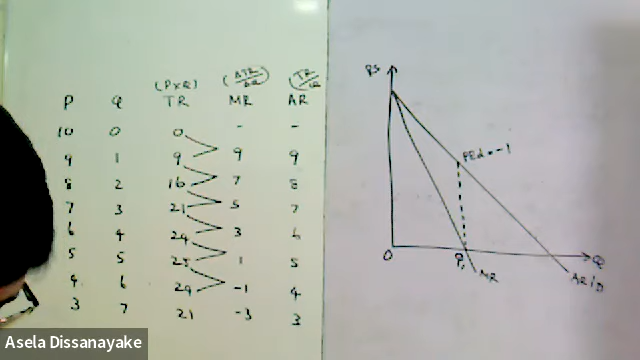 (PxQ) (ΔTR/ΔQ) (TR/Q)
P Q TR MR AR
10 0 0 - -
9 1 9 9 9
8 2 16 7 8
7 3 21 5 7
6 4 24 3 6
5 5 25 1 5
4 6 24 -1 4
3 7 21 -3 3
PED = -1
0 Q₁ Q
MR AR/D
Asela Dissanayake